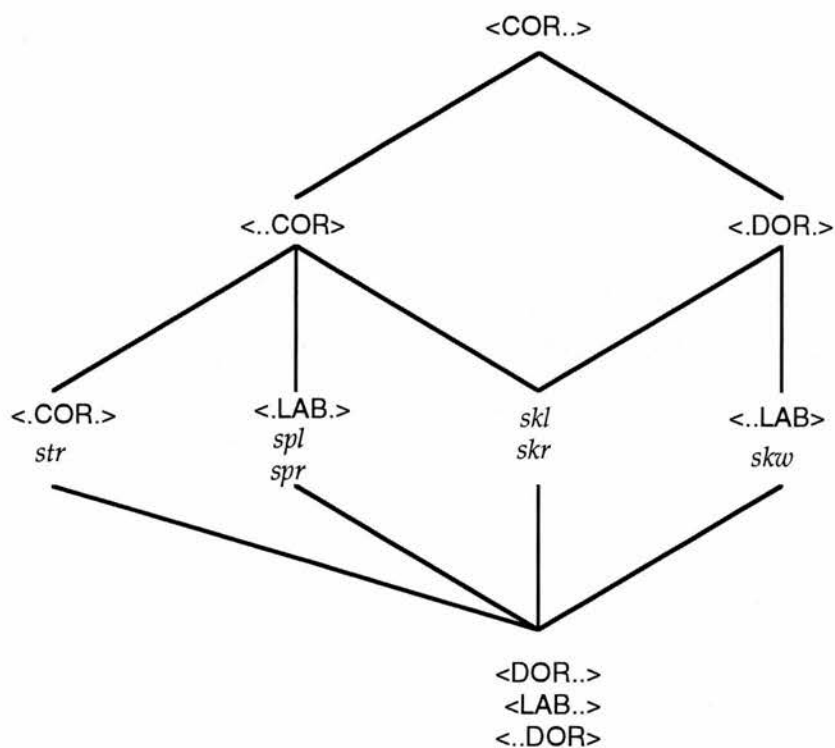 <COR..>
<..COR>
<.DOR.>
<.COR.>
str
<.LAB.>
spl
spr
skl
skr
<..LAB>
skw
<DOR..>
<LAB..>
<..DOR>